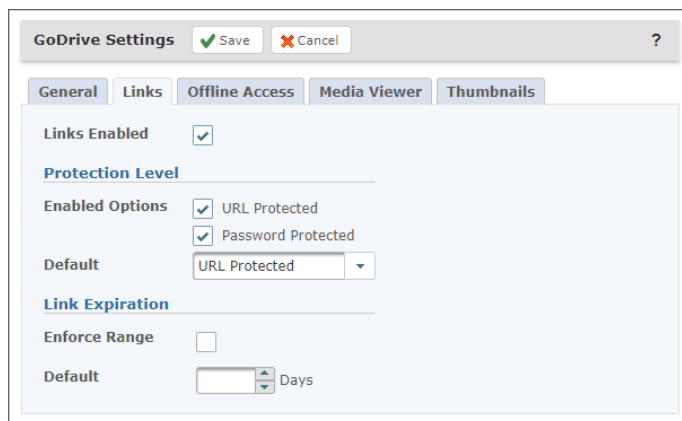 GoDrive Settings Save Cancel ?
General Links Offline Access Media Viewer Thumbnails
Links Enabled
Protection Level
Enabled Options URL Protected
Password Protected
Default URL Protected
Link Expiration
Enforce Range
Default Days